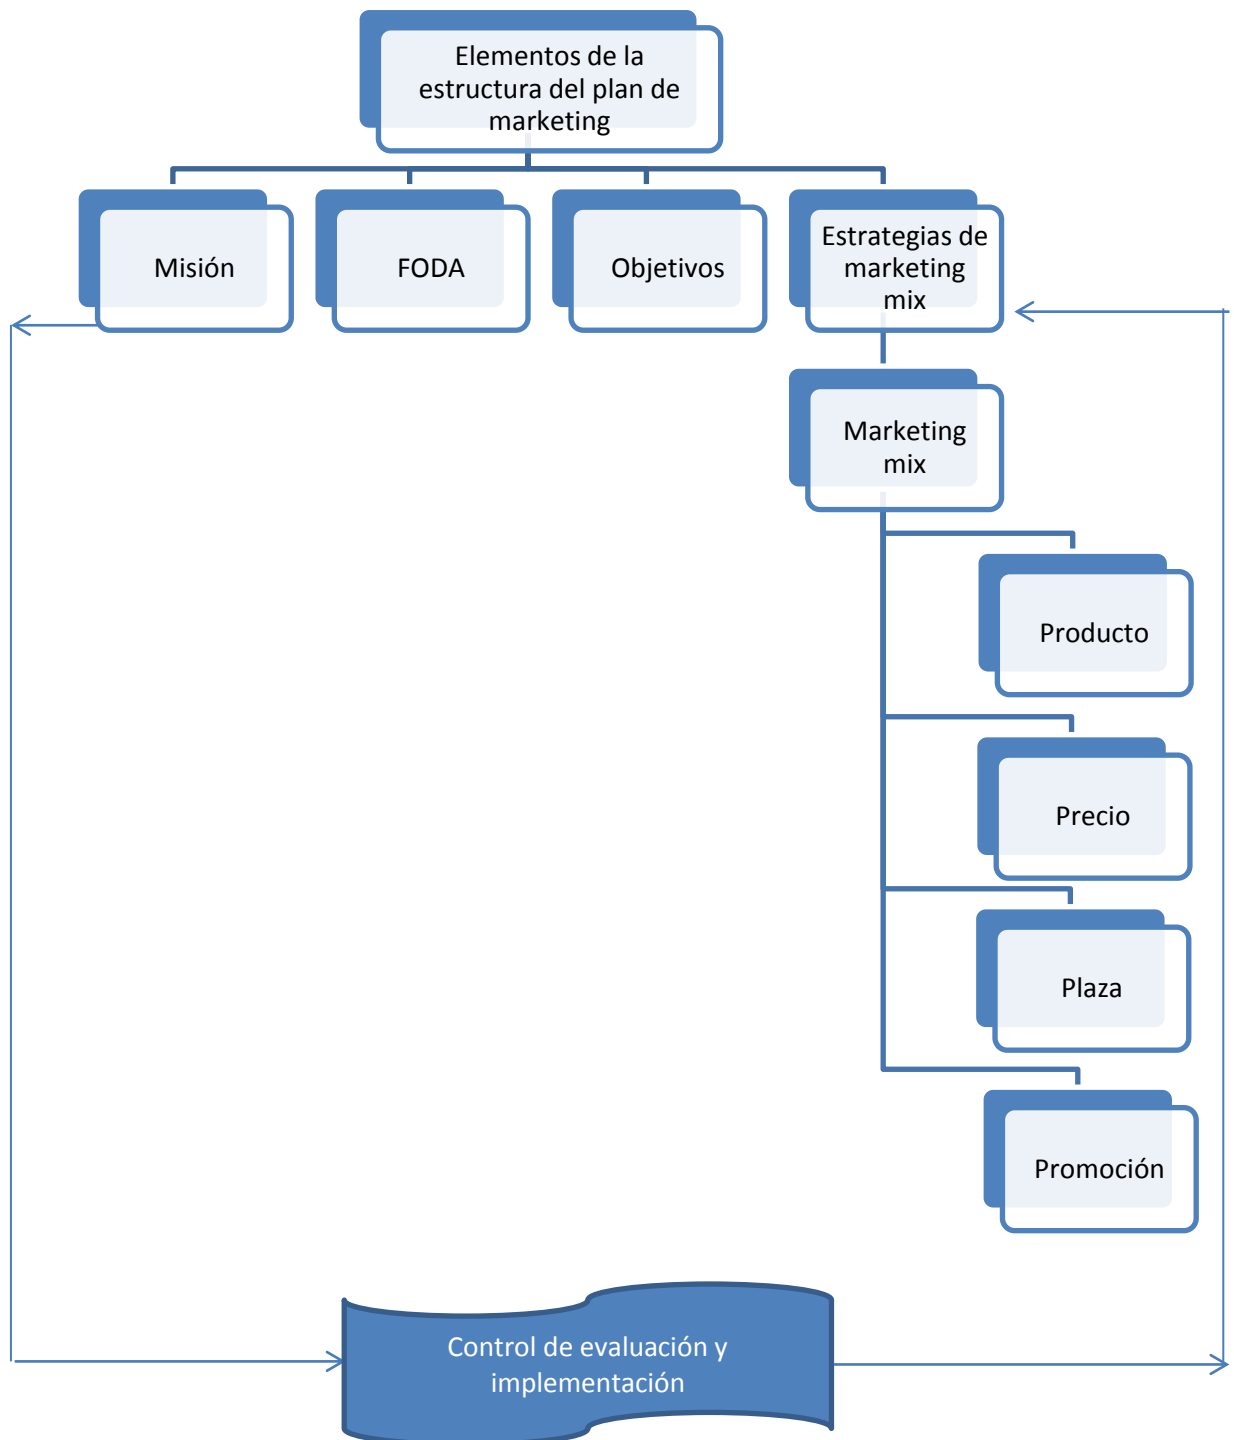 Elementos de la
estructura del plan de
marketing
Misión
FODA
Objetivos
Estrategias de
marketing
mix
Marketing
mix
Producto
Precio
Plaza
Promoción
Control de evaluación y
implementación